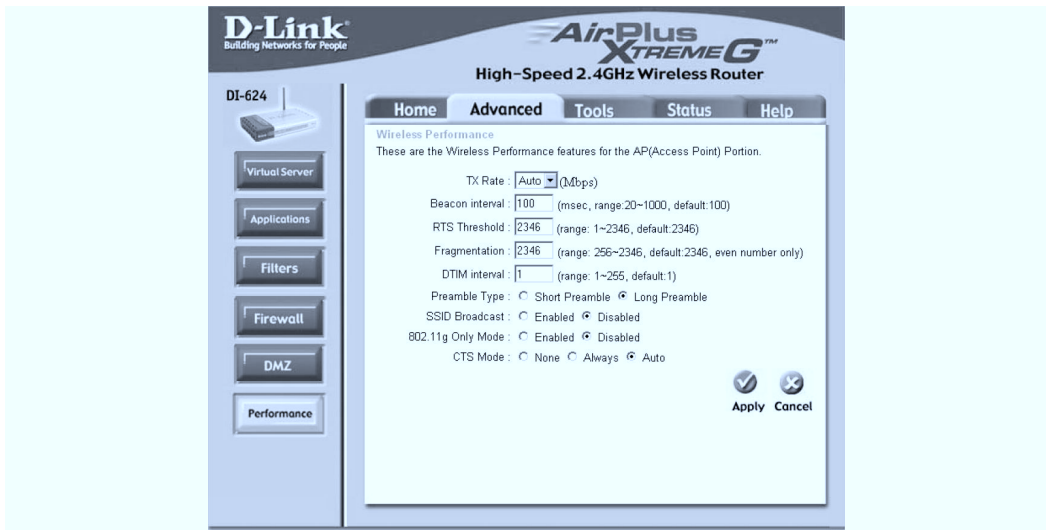 D-Link
Building Networks for People
AirPlus
XTREME G™
High-Speed 2.4GHz Wireless Router
DI-624
Home Advanced Tools Status Help
Virtual Server
Applications
Filters
Firewall
DMZ
Performance
Wireless Performance
These are the Wireless Performance features for the AP(Access Point) Portion.
TX Rate : Auto (Mbps)
Beacon interval : 100 (msec, range:20~1000, default:100)
RTS Threshold : 2346 (range: 1~2346, default:2346)
Fragmentation : 2346 (range: 256~2346, default:2346, even number only)
DTIM interval : 1 (range: 1~255, default:1)
Preamble Type : Short Preamble Long Preamble
SSID Broadcast : Enabled Disabled
802.11g Only Mode : Enabled Disabled
CTS Mode : None Always Auto
Apply Cancel